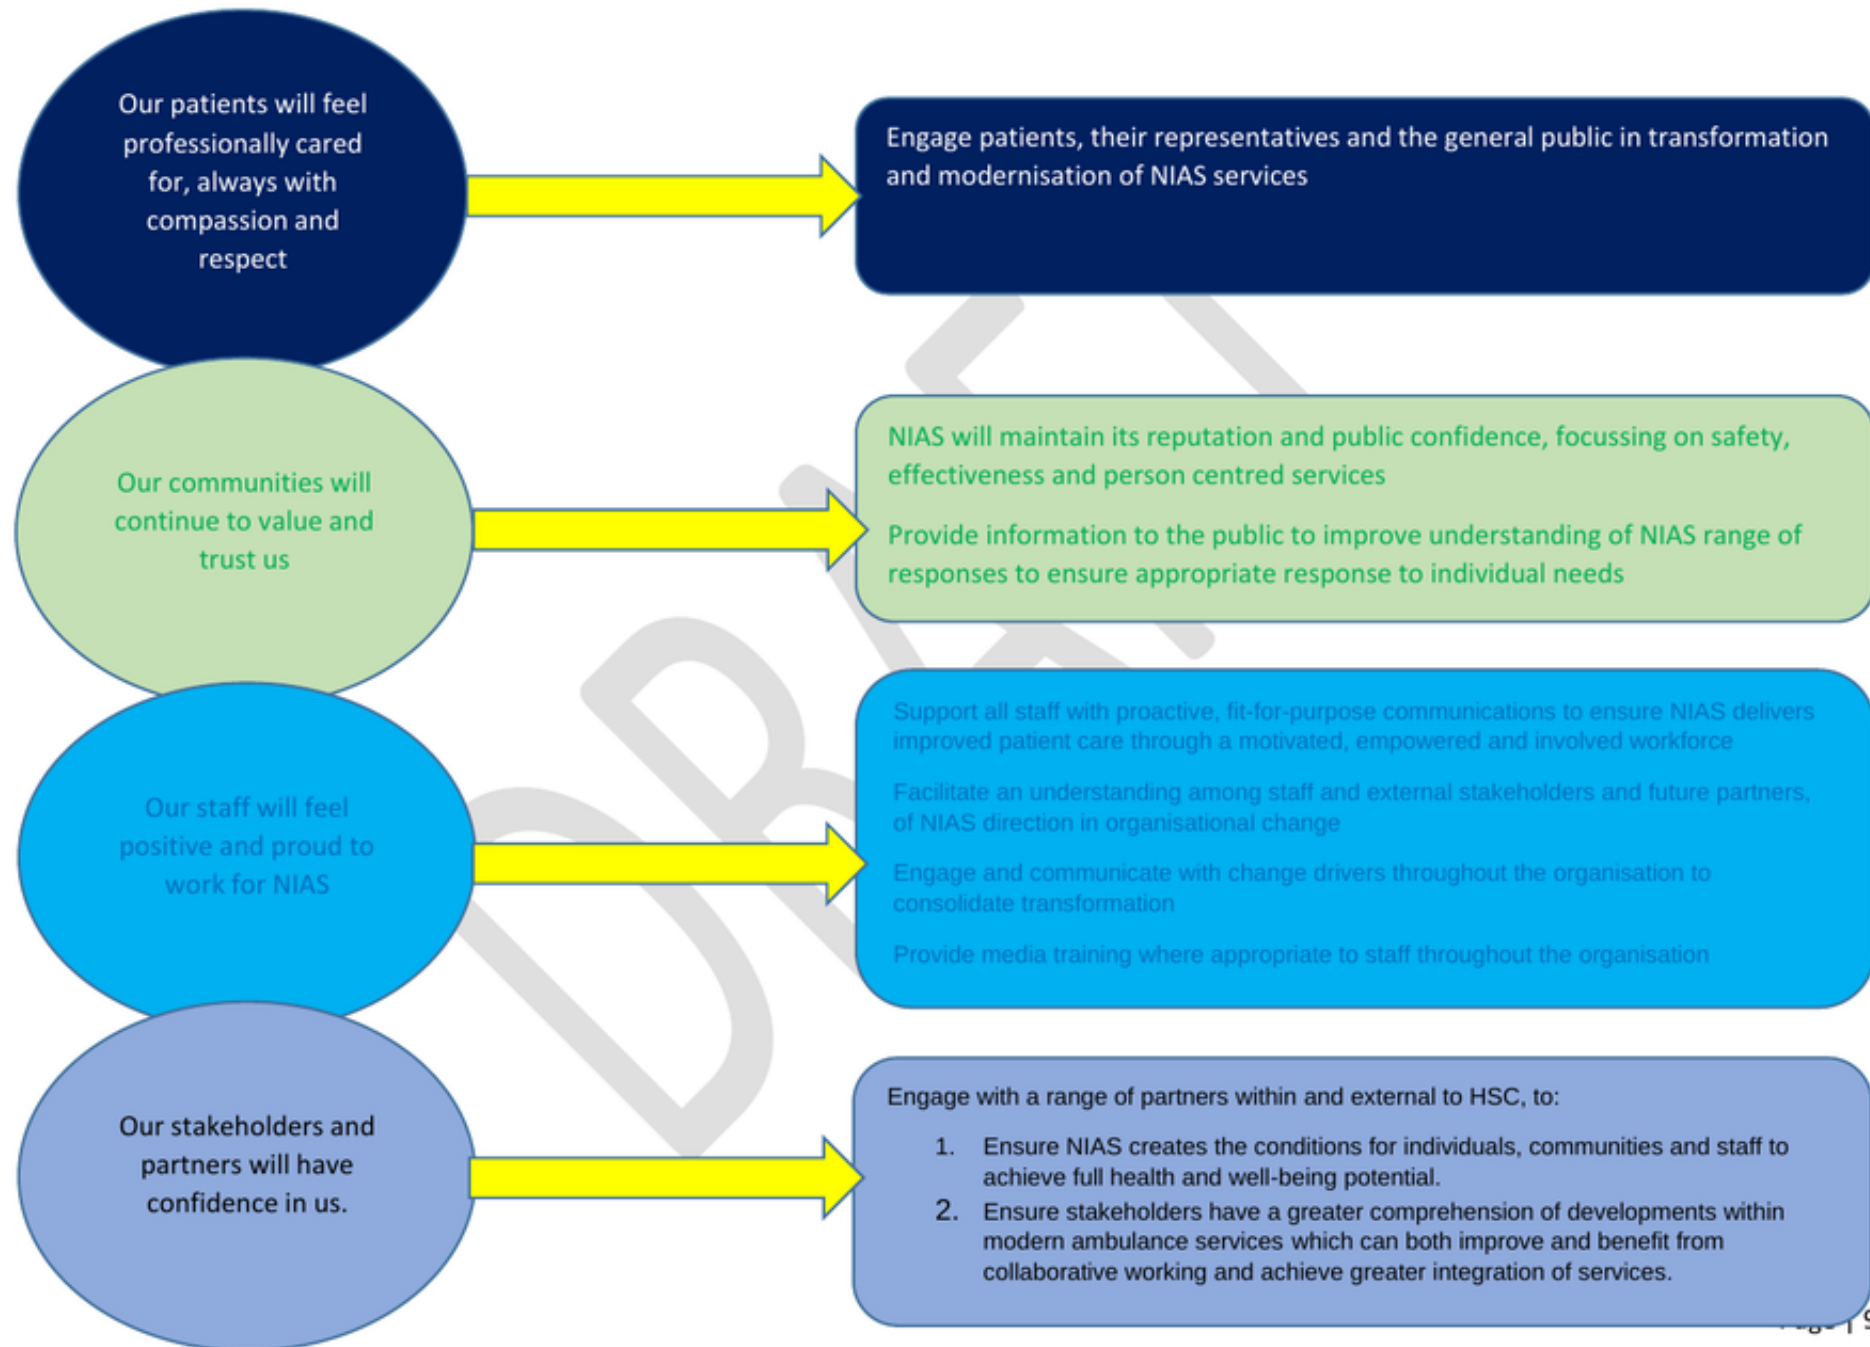 Our patients will feel
professionally cared
for, always with
compassion and
respect
Engage patients, their representatives and the general public in transformation
and modernisation of NIAS services
Our communities will
continue to value and
trust us
NIAS will maintain its reputation and public confidence, focussing on safety,
effectiveness and person centred services
Provide information to the public to improve understanding of NIAS range of
responses to ensure appropriate response to individual needs
Our staff will feel
positive and proud to
work for NIAS
Support all staff with proactive, fit-for-purpose communications to ensure NIAS delivers
improved patient care through a motivated, empowered and involved workforce
Facilitate an understanding among staff and external stakeholders and future partners,
of NIAS direction in organisational change
Engage and communicate with change drivers throughout the organisation to
consolidate transformation
Provide media training where appropriate to staff throughout the organisation
Our stakeholders and
partners will have
confidence in us.
Engage with a range of partners within and external to HSC, to:
1. Ensure NIAS creates the conditions for individuals, communities and staff to
achieve full health and well-being potential.
2. Ensure stakeholders have a greater comprehension of developments within
modern ambulance services which can both improve and benefit from
collaborative working and achieve greater integration of services.
DRAFT